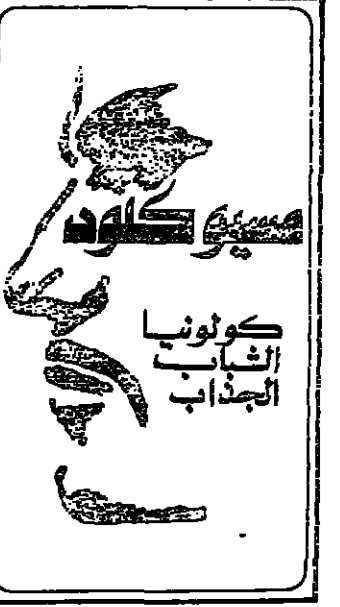 مسيو كلود
كولونيا
الشباب
الجذاب